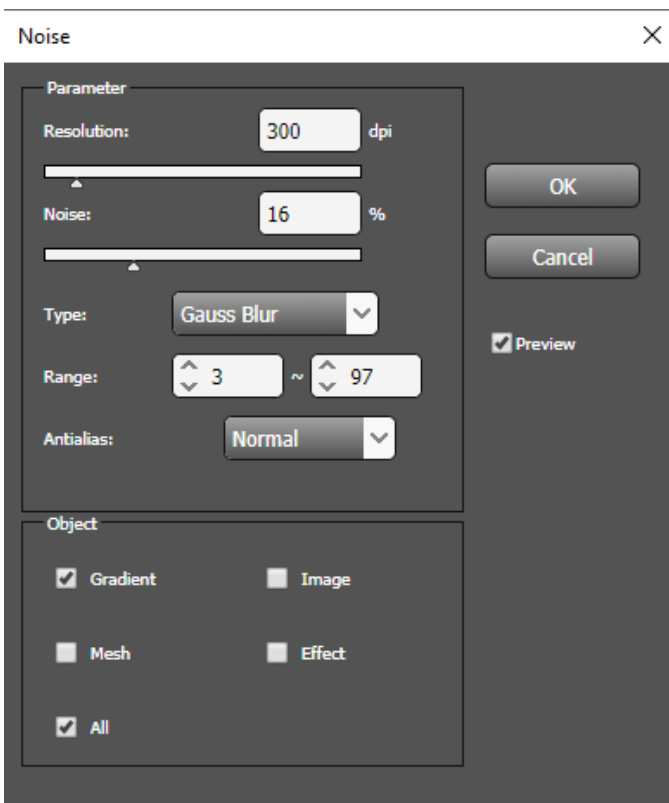 Noise
Parameter
Resolution: 300 dpi
Noise: 16 %
Type: Gauss Blur
Range: 3 ~ 97
Antialias: Normal
OK
Cancel
Preview
Object
Gradient Image
Mesh Effect
All